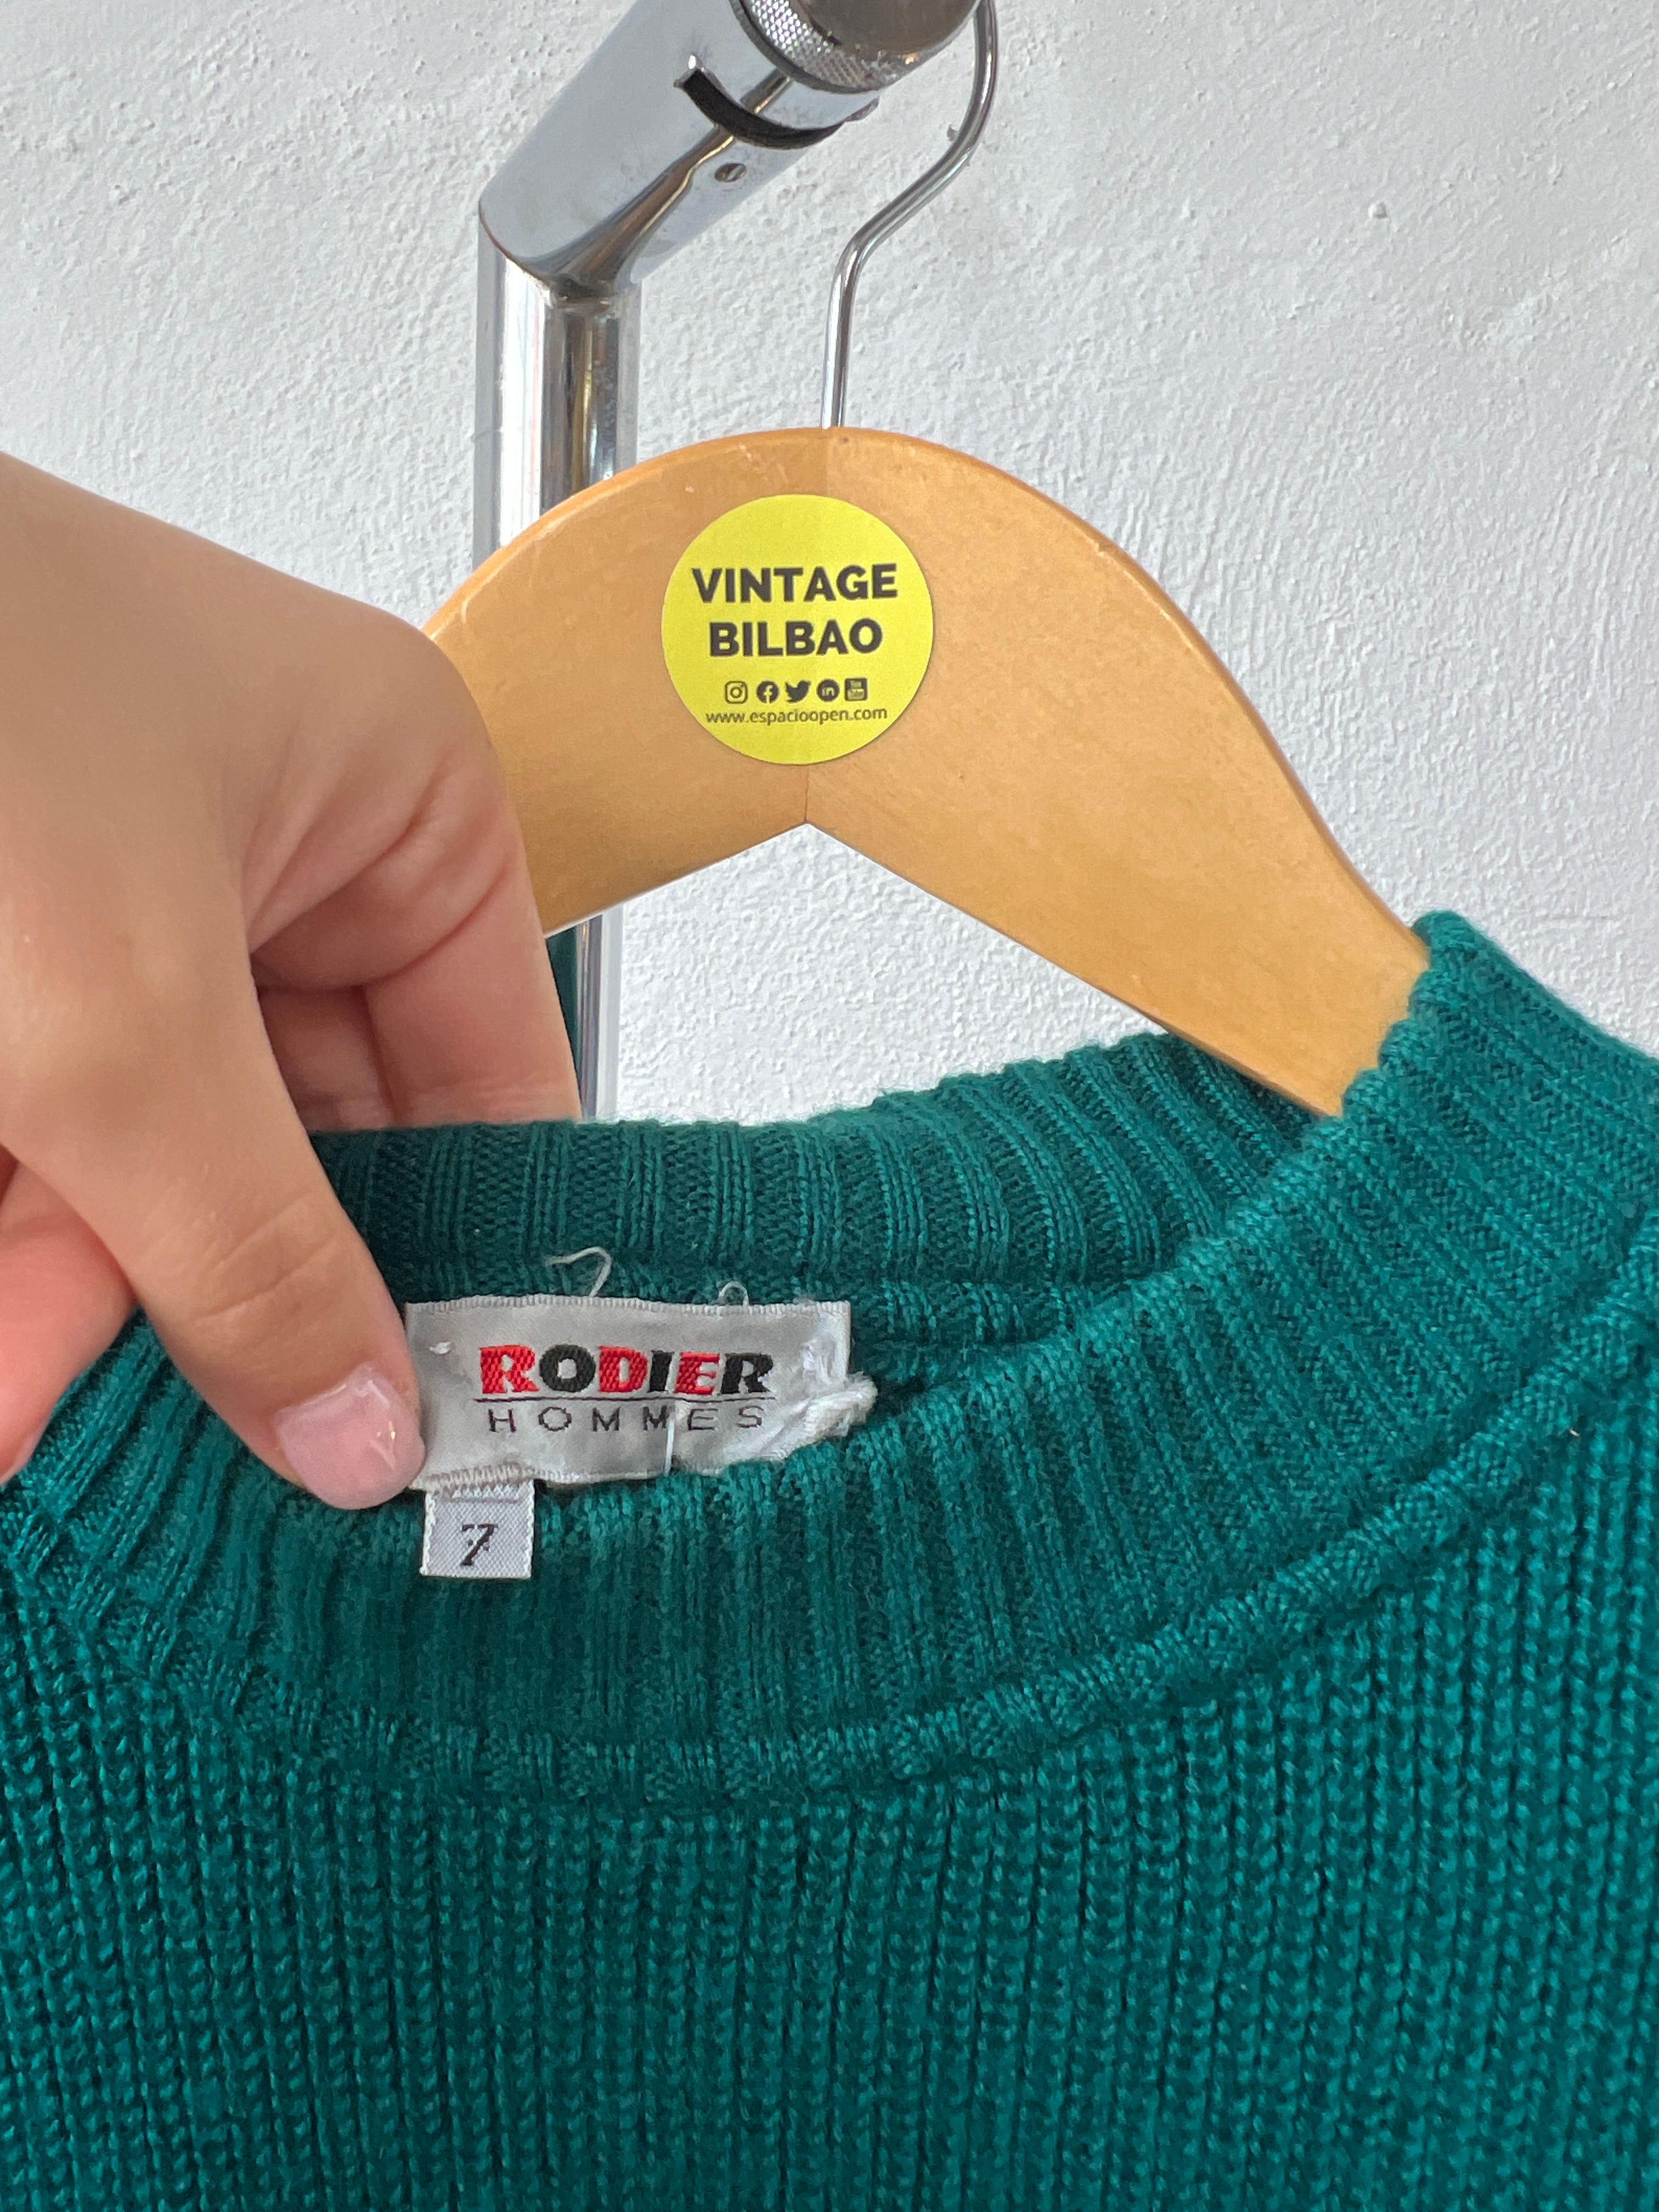 VINTAGE
BILBAO
www.espacioopen.com
RODIER
HOMMES
7